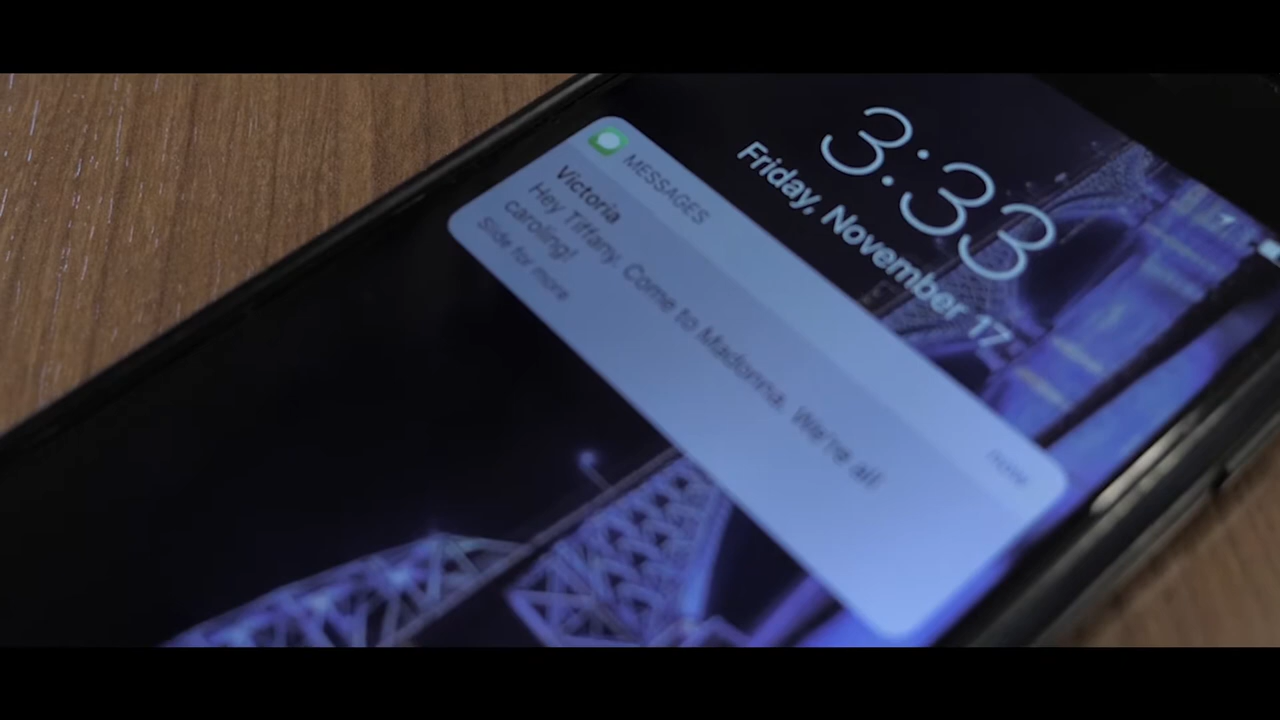 3:33
Friday, November 17
MESSAGES
now
Victoria
Hey Tiffany. Come to Madonna. We're all
caroling!
Slide for more